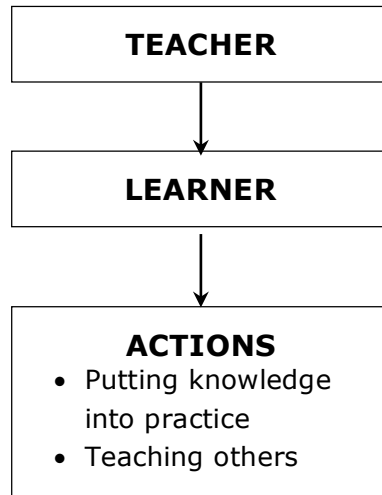 TEACHER
LEARNER
ACTIONS
• Putting knowledge
into practice
• Teaching others